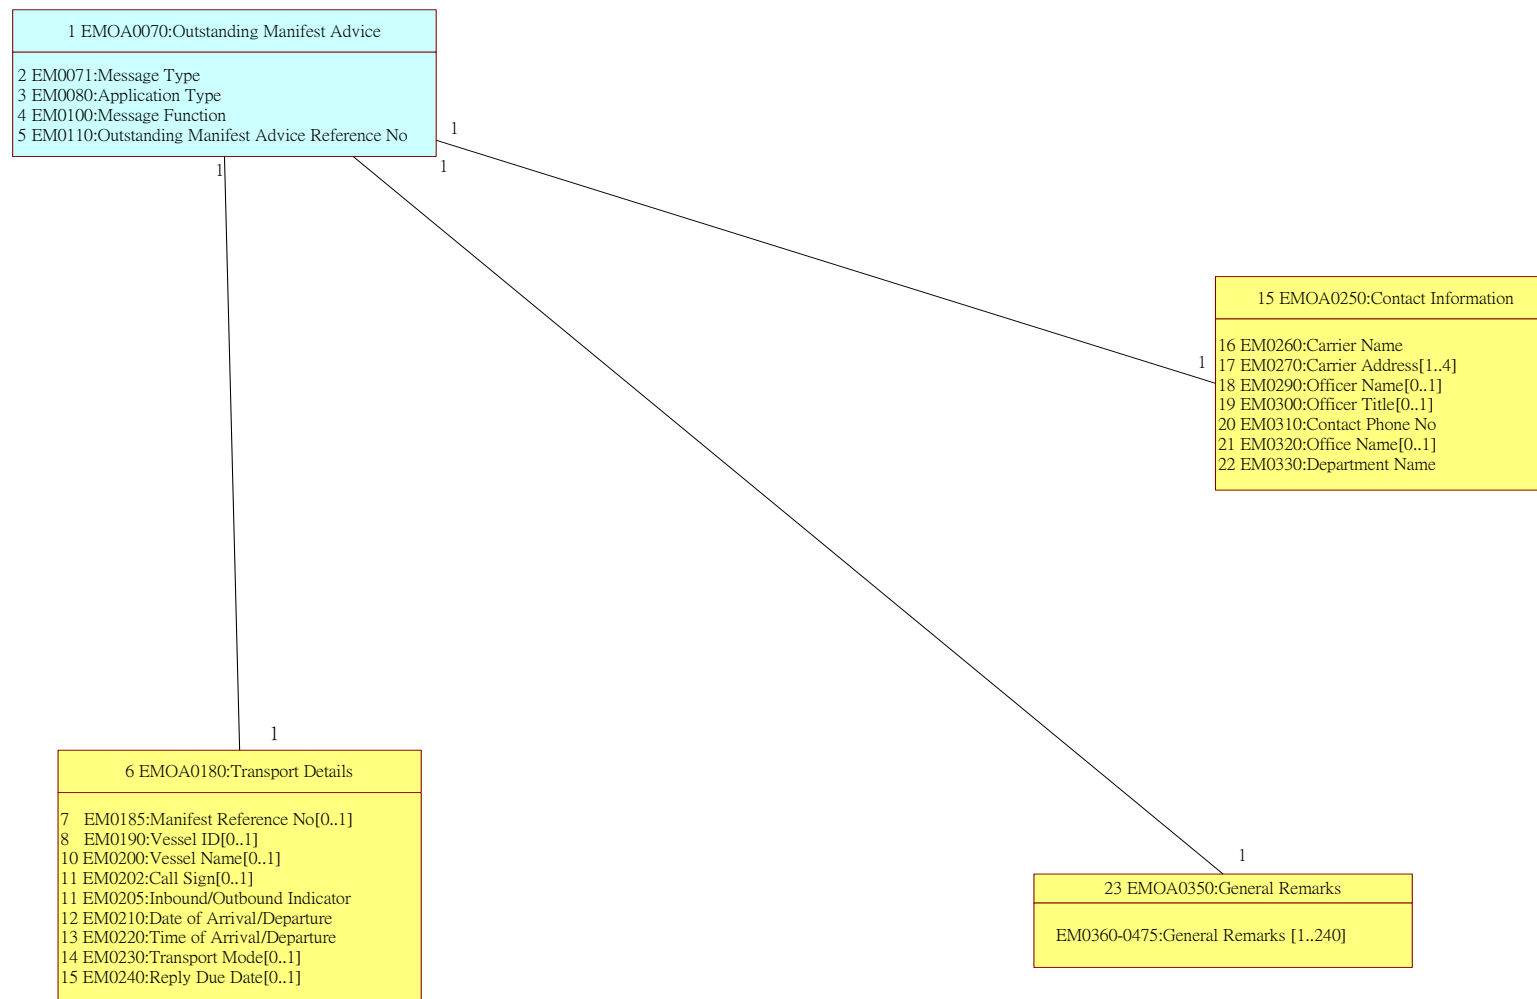 1 EMOA0070:Outstanding Manifest Advice
2 EM0071:Message Type
3 EM0080:Application Type
4 EM0100:Message Function
5 EM0110:Outstanding Manifest Advice Reference No
1
1
1
15 EMOA0250:Contact Information
16 EM0260:Carrier Name
17 EM0270:Carrier Address[1..4]
18 EM0290:Officer Name[0..1]
19 EM0300:Officer Title[0..1]
20 EM0310:Contact Phone No
21 EM0320:Office Name[0..1]
22 EM0330:Department Name
1
1
6 EMOA0180:Transport Details
7 EM0185:Manifest Reference No[0..1]
8 EM0190:Vessel ID[0..1]
10 EM0200:Vessel Name[0..1]
11 EM0202:Call Sign[0..1]
11 EM0205:Inbound/Outbound Indicator
12 EM0210:Date of Arrival/Departure
13 EM0220:Time of Arrival/Departure
14 EM0230:Transport Mode[0..1]
15 EM0240:Reply Due Date[0..1]
1
23 EMOA0350:General Remarks
EM0360-0475:General Remarks [1..240]